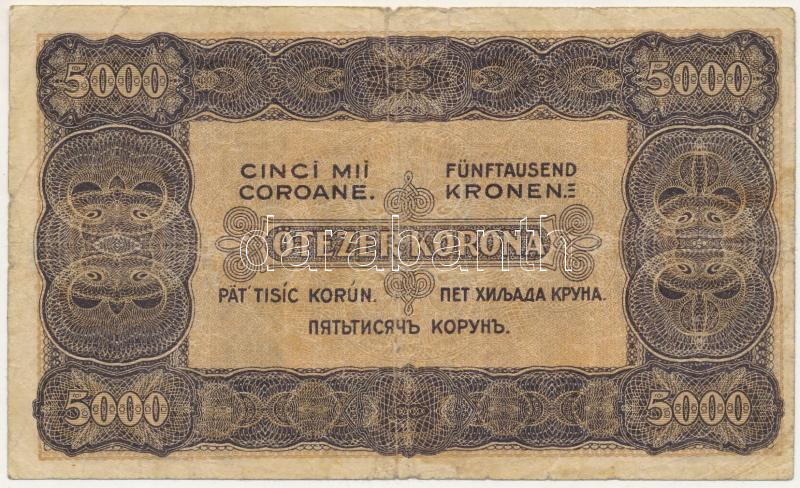 5000 5000
CINCI MII
COROANE.
FÜNFTAUSEND
KRONEN.
ÖTEZER KORONA
PÄT' TISÍC KORÚN.
ПЕТ ХИЉАДА КРУНА.
ПЯТЬТИСЯЧЪ КОРУНЪ.
darabanth
5000 5000